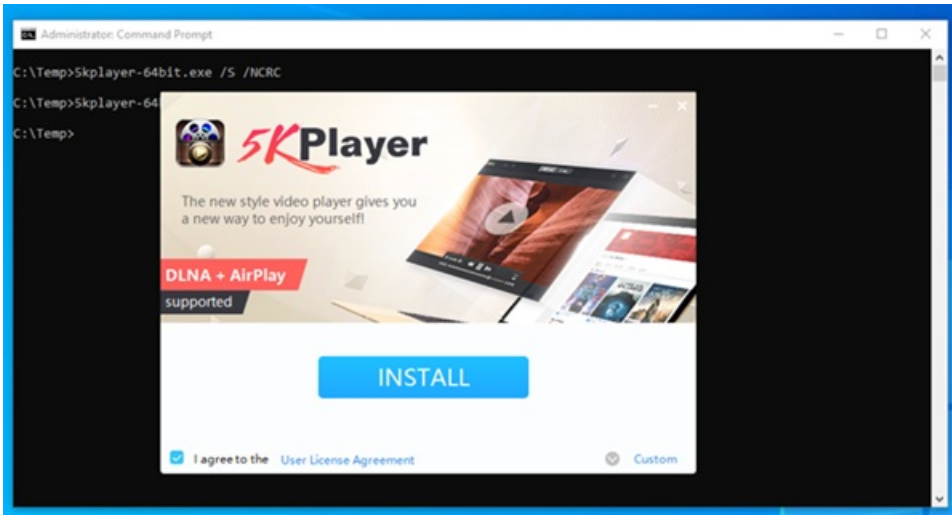 Administrator: Command Prompt
C:\Temp>5kplayer-64bit.exe /S /NCRC
C:\Temp>5kplayer-64
C:\Temp>
5KPlayer
The new style video player gives you
a new way to enjoy yourself!
DLNA + AirPlay
supported
INSTALL
I agree to the User License Agreement
Custom